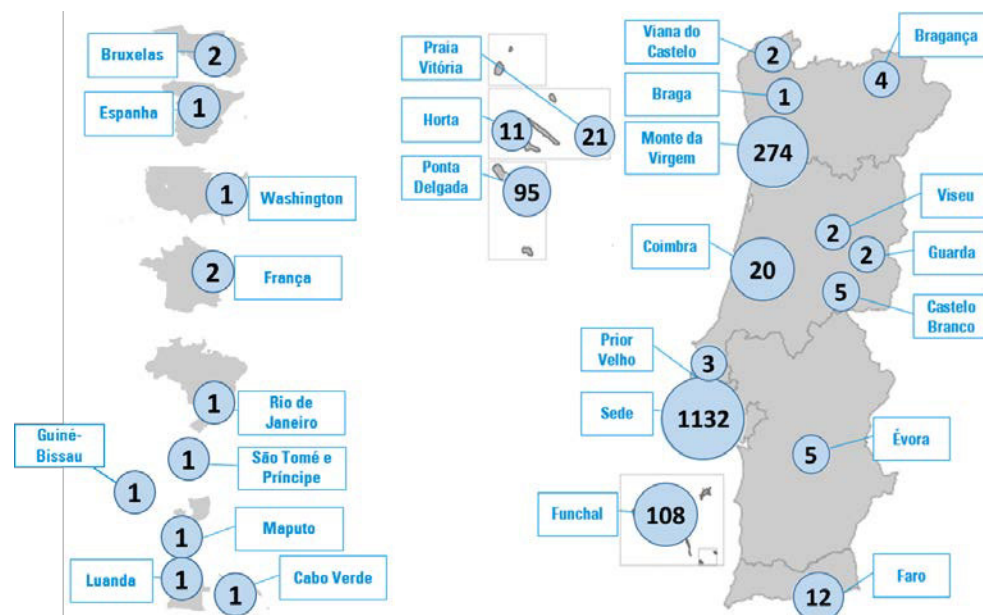 Bruxelas
2
Espanha
1
1
Washington
2
França
1
Rio de
Janeiro
Guiné-
Bissau
1
1
São Tomé e
Príncipe
1
Maputo
Luanda
1
1
Cabo Verde
Praia
Vitória
21
Horta
11
Ponta
Delgada
95
Viana do
Castelo
2
Bragança
4
Braga
1
Monte da
Virgem
274
Viseu
2
Coimbra
20
2
Guarda
5
Castelo
Branco
Prior
Velho
3
Sede
1132
Évora
5
Funchal
108
Faro
12